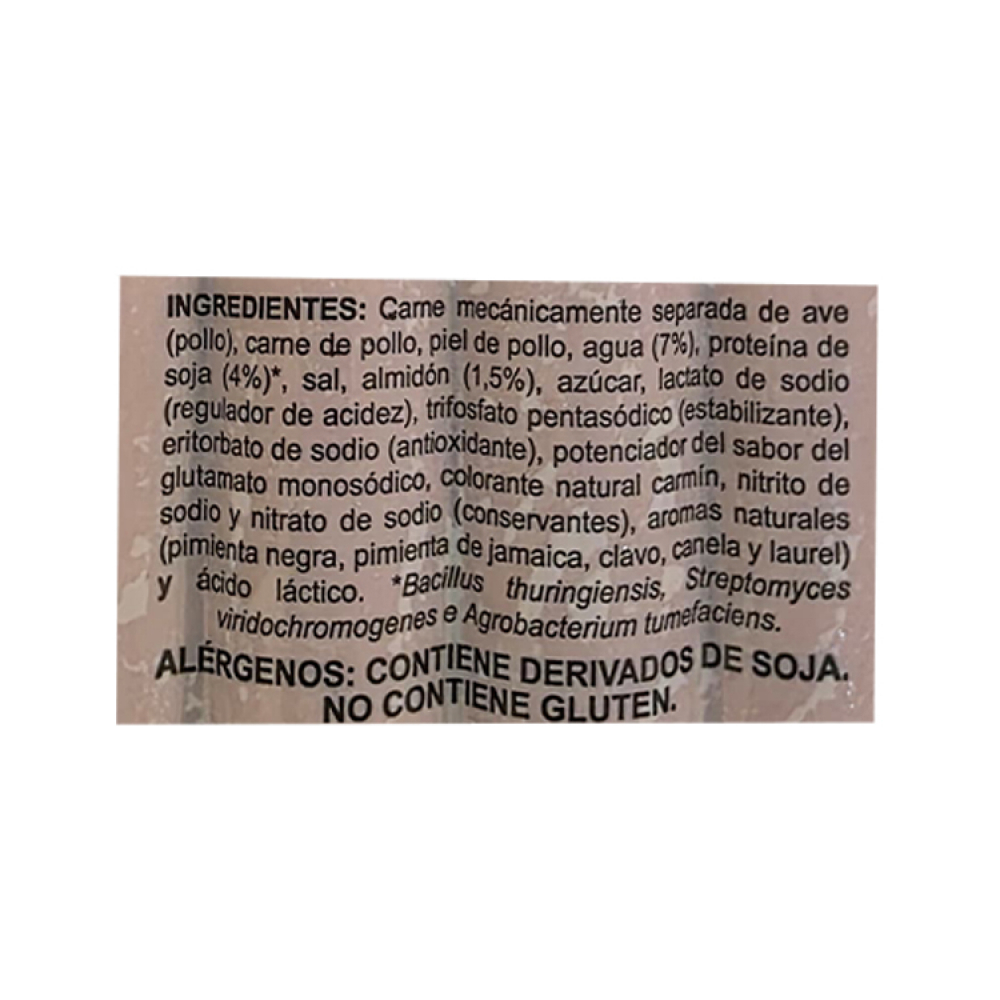 INGREDIENTES: Carne mecánicamente separada de ave
(pollo), carne de pollo, piel de pollo, agua (7%), proteína de
soja (4%)*, sal, almidón (1,5%), azúcar, lactato de sodio
(regulador de acidez), trifosfato pentasódico (estabilizante),
eritorbato de sodio (antioxidante), potenciador del sabor del
glutamato monosódico, colorante natural carmín, nitrito de
sodio y nitrato de sodio (conservantes), aromas naturales
(pimienta negra, pimienta de jamaica, clavo, canela y laurel)
y ácido láctico. *Bacillus thuringiensis, Streptomyces
viridochromogenes e Agrobacterium tumefaciens.
ALÉRGENOS: CONTIENE DERIVADOS DE SOJA.
NO CONTIENE GLUTEN.